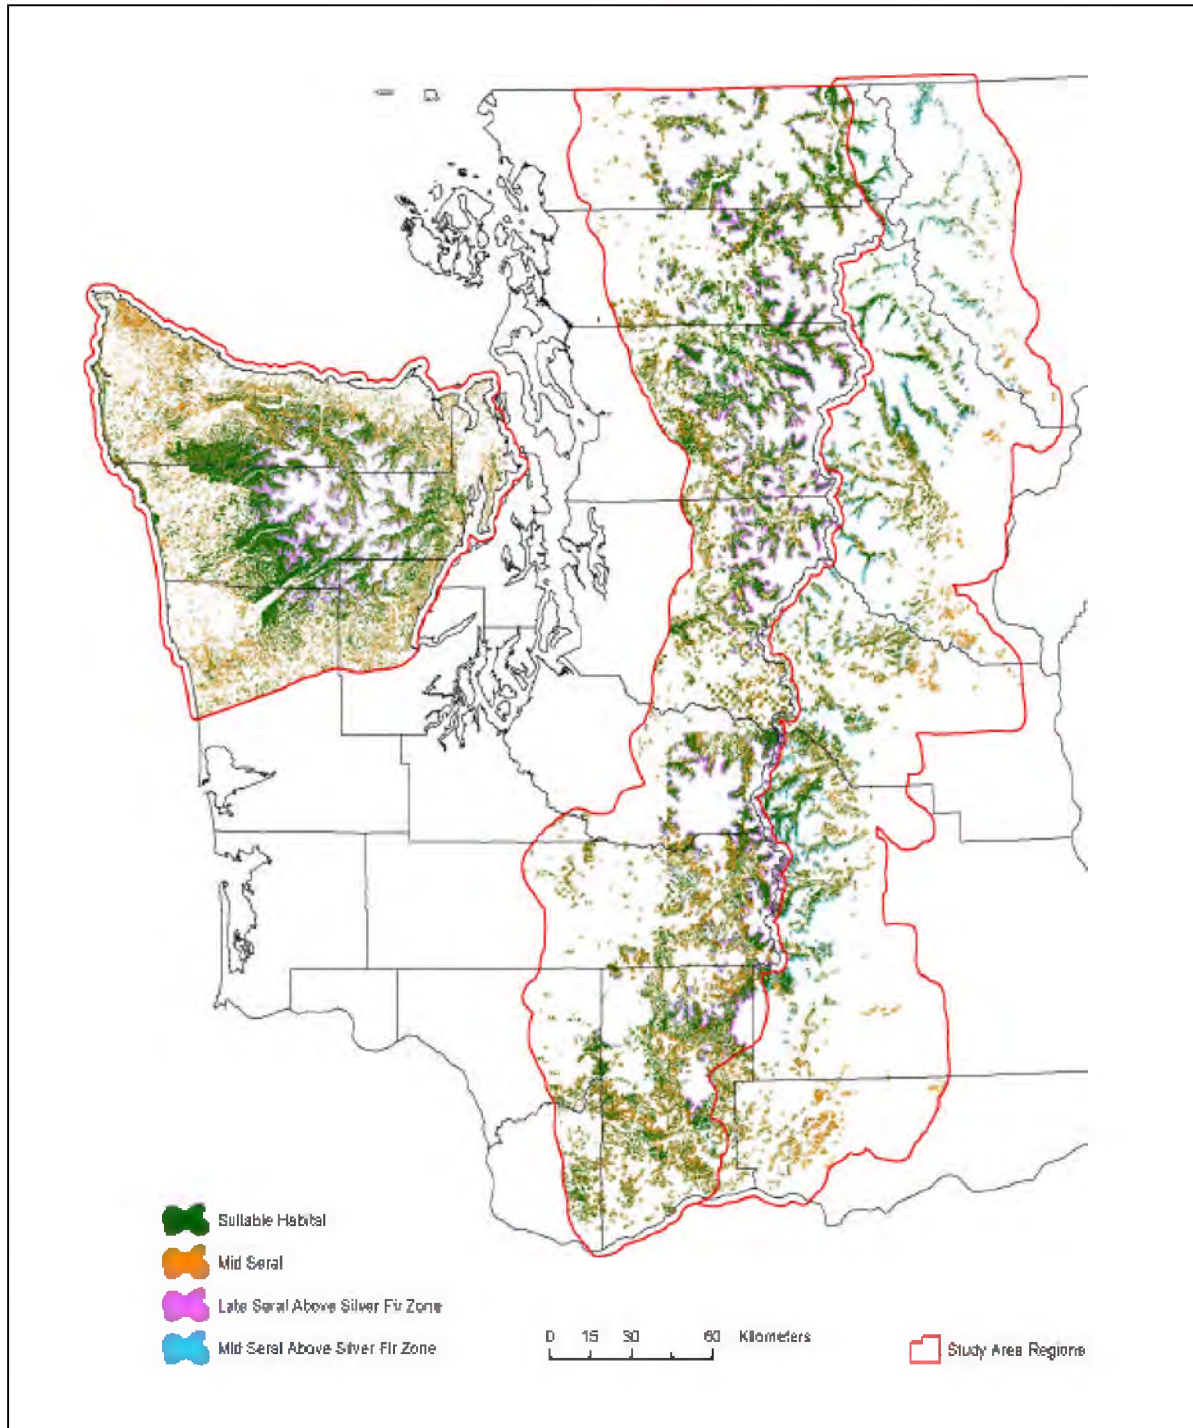 Suitable Habitat
Mid Seral
Late Seral Above Silver Fir Zone
Mid Seral Above Silver Fir Zone
0 15 30 60 Kilometers
Study Area Regions